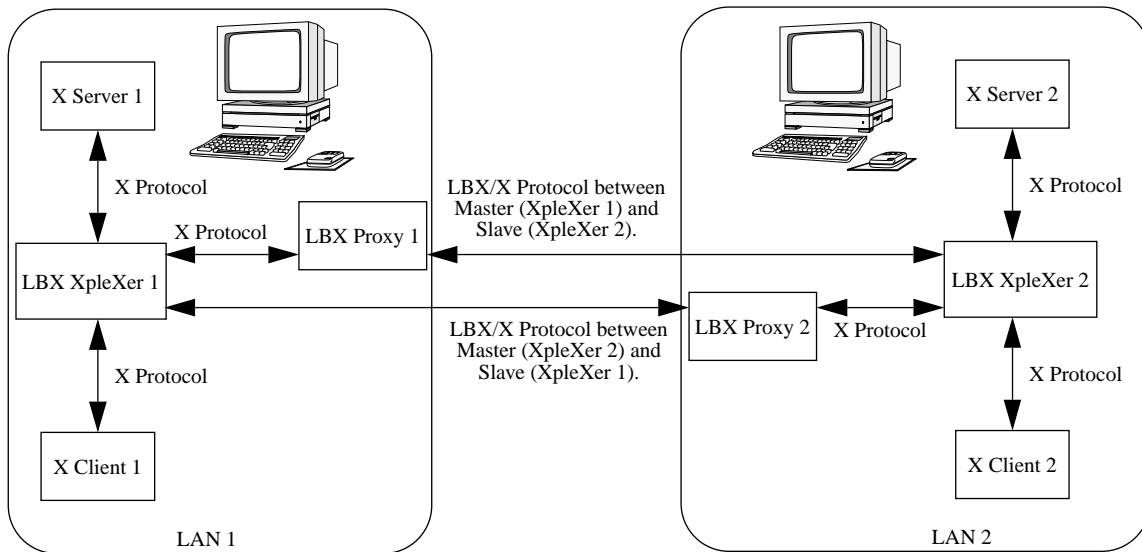 X Server 1
X Server 2
X Protocol
X Protocol
LBX/X Protocol between
Master (XpleXer 1) and
Slave (XpleXer 2).
X Protocol
LBX Proxy 1
LBX XpleXer 1
LBX XpleXer 2
LBX Proxy 2
X Protocol
LBX/X Protocol between
Master (XpleXer 2) and
Slave (XpleXer 1).
X Protocol
X Protocol
X Client 1
X Client 2
LAN 1
LAN 2